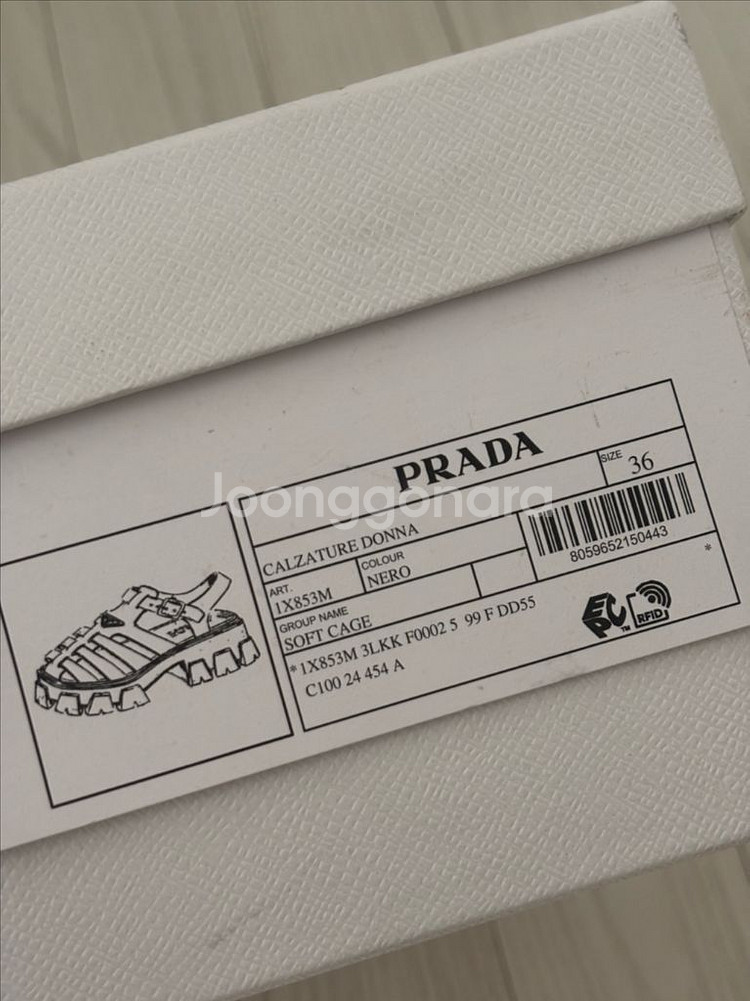 PRADA
SIZE 36
CALZATURE DONNA
ART.
1X853M
COLOUR
NERO
8059652150443
GROUP NAME
SOFT CAGE
*
* 1X853M 3LKK F0002 5 99 F DD55
C100 24 454 A
EPC TM
RFID
Joonggonara